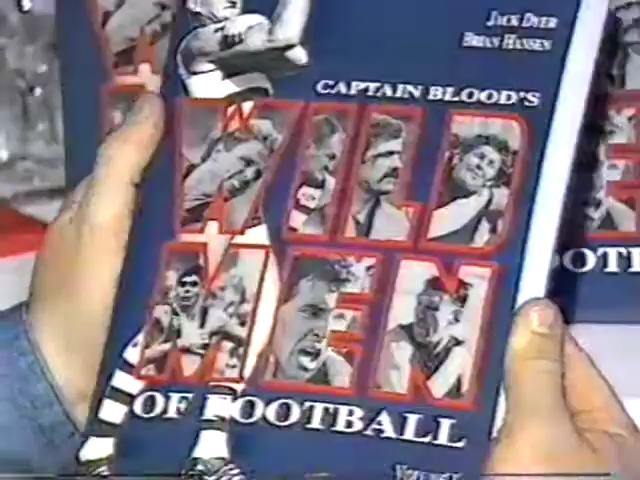 JACK DYER
BRIAN HANSEN
CAPTAIN BLOOD'S
WILD
MEN
OF FOOTBALL